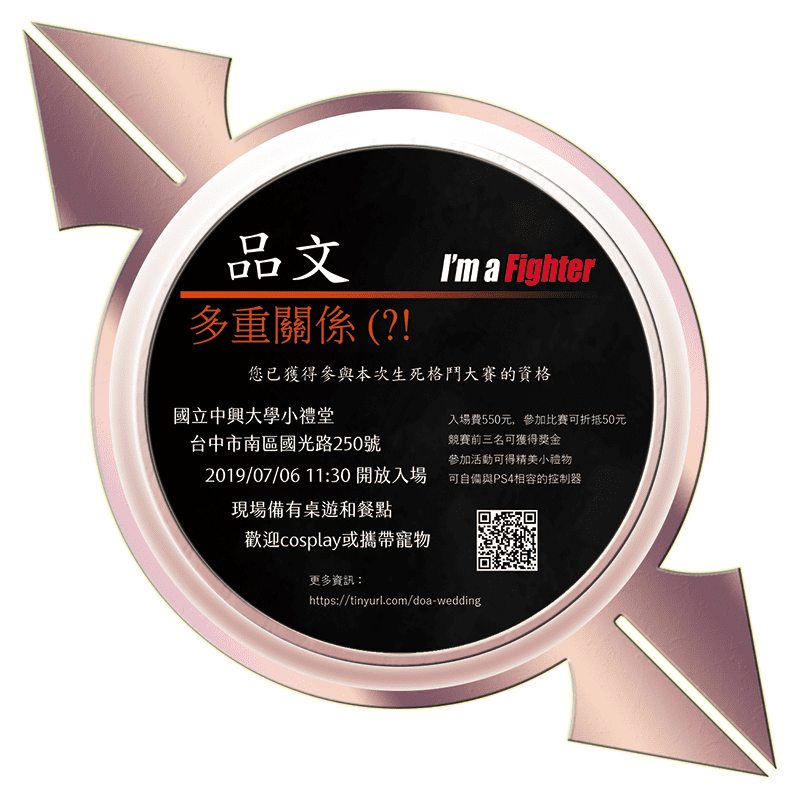 品文
I'm a Fighter
多重關係 (?!
您已獲得參與本次生死格鬥大賽的資格
國立中興大學小禮堂
台中市南區國光路250號
2019/07/06 11:30 開放入場
現場備有桌遊和餐點
歡迎cosplay或攜帶寵物
入場費550元，參加比賽可折抵50元
競賽前三名可獲得獎金
參加活動可得精美小禮物
可自備與PS4相容的控制器
更多資訊：
https://tinyurl.com/doa-wedding